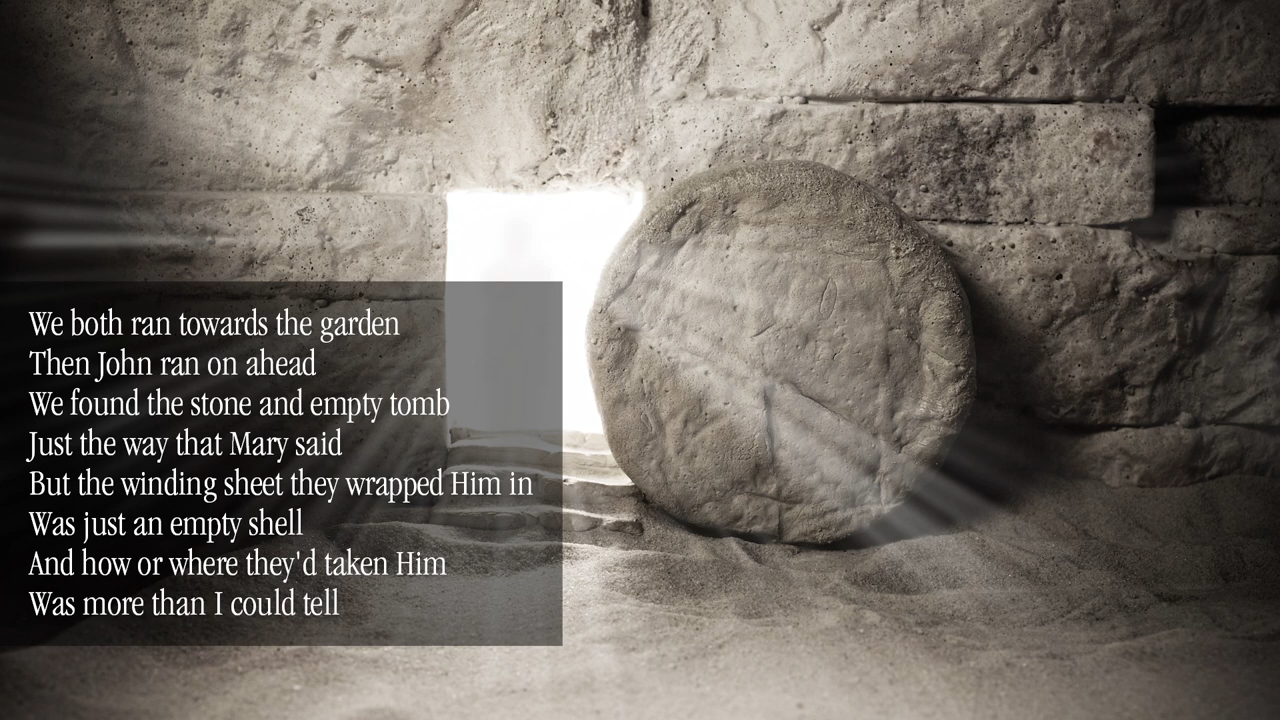 We both ran towards the garden
Then John ran on ahead
We found the stone and empty tomb
Just the way that Mary said
But the winding sheet they wrapped Him in
Was just an empty shell
And how or where they'd taken Him
Was more than I could tell